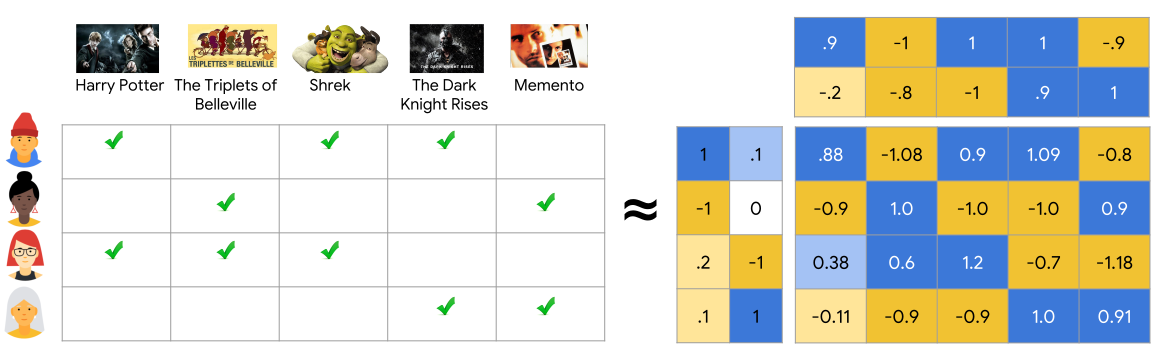 LES
TRIPLETTES DE BELLEVILLE
THE DARK KNIGHT RISES
Harry Potter
The Triplets of
Belleville
Shrek
The Dark
Knight Rises
Memento
.9 -1 1 1 -.9
-.2 -.8 -1 .9 1
≈
1 .1 .88 -1.08 0.9 1.09 -0.8
-1 0 -0.9 1.0 -1.0 -1.0 0.9
.2 -1 0.38 0.6 1.2 -0.7 -1.18
.1 1 -0.11 -0.9 -0.9 1.0 0.91